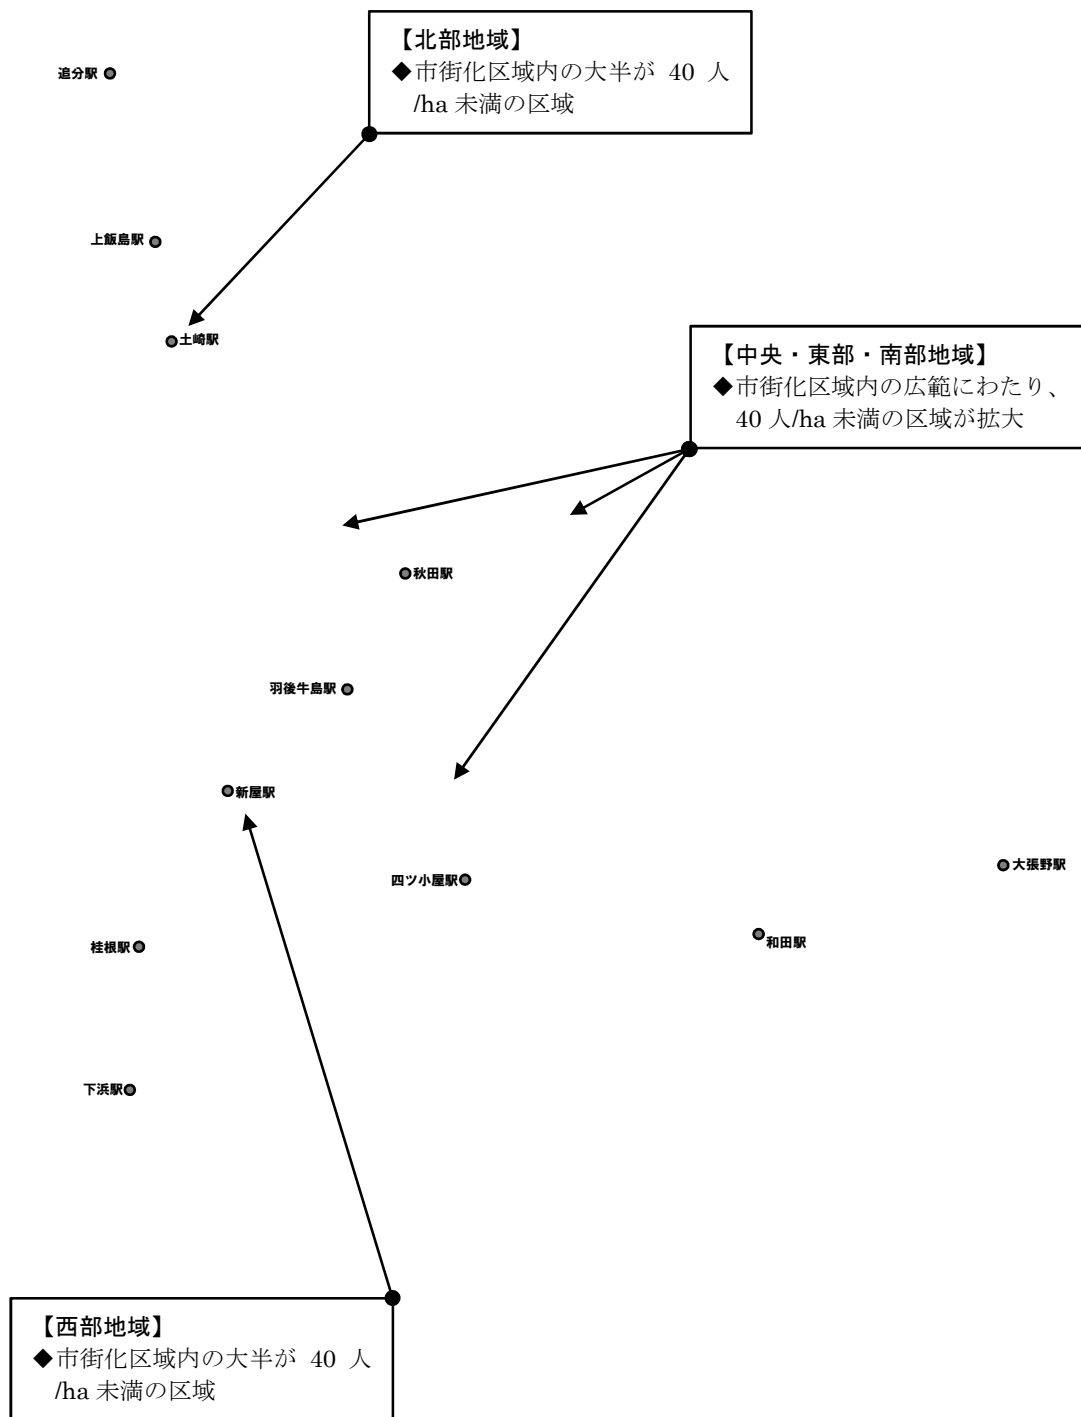 【北部地域】
◆市街化区域内の大半が 40 人
/ha 未満の区域
追分駅
上飯島駅
土崎駅
【中央・東部・南部地域】
◆市街化区域内の広範にわたり、
40 人/ha 未満の区域が拡大
秋田駅
羽後牛島駅
新屋駅
大張野駅
四ツ小屋駅
和田駅
桂根駅
下浜駅
【西部地域】
◆市街化区域内の大半が 40 人
/ha 未満の区域